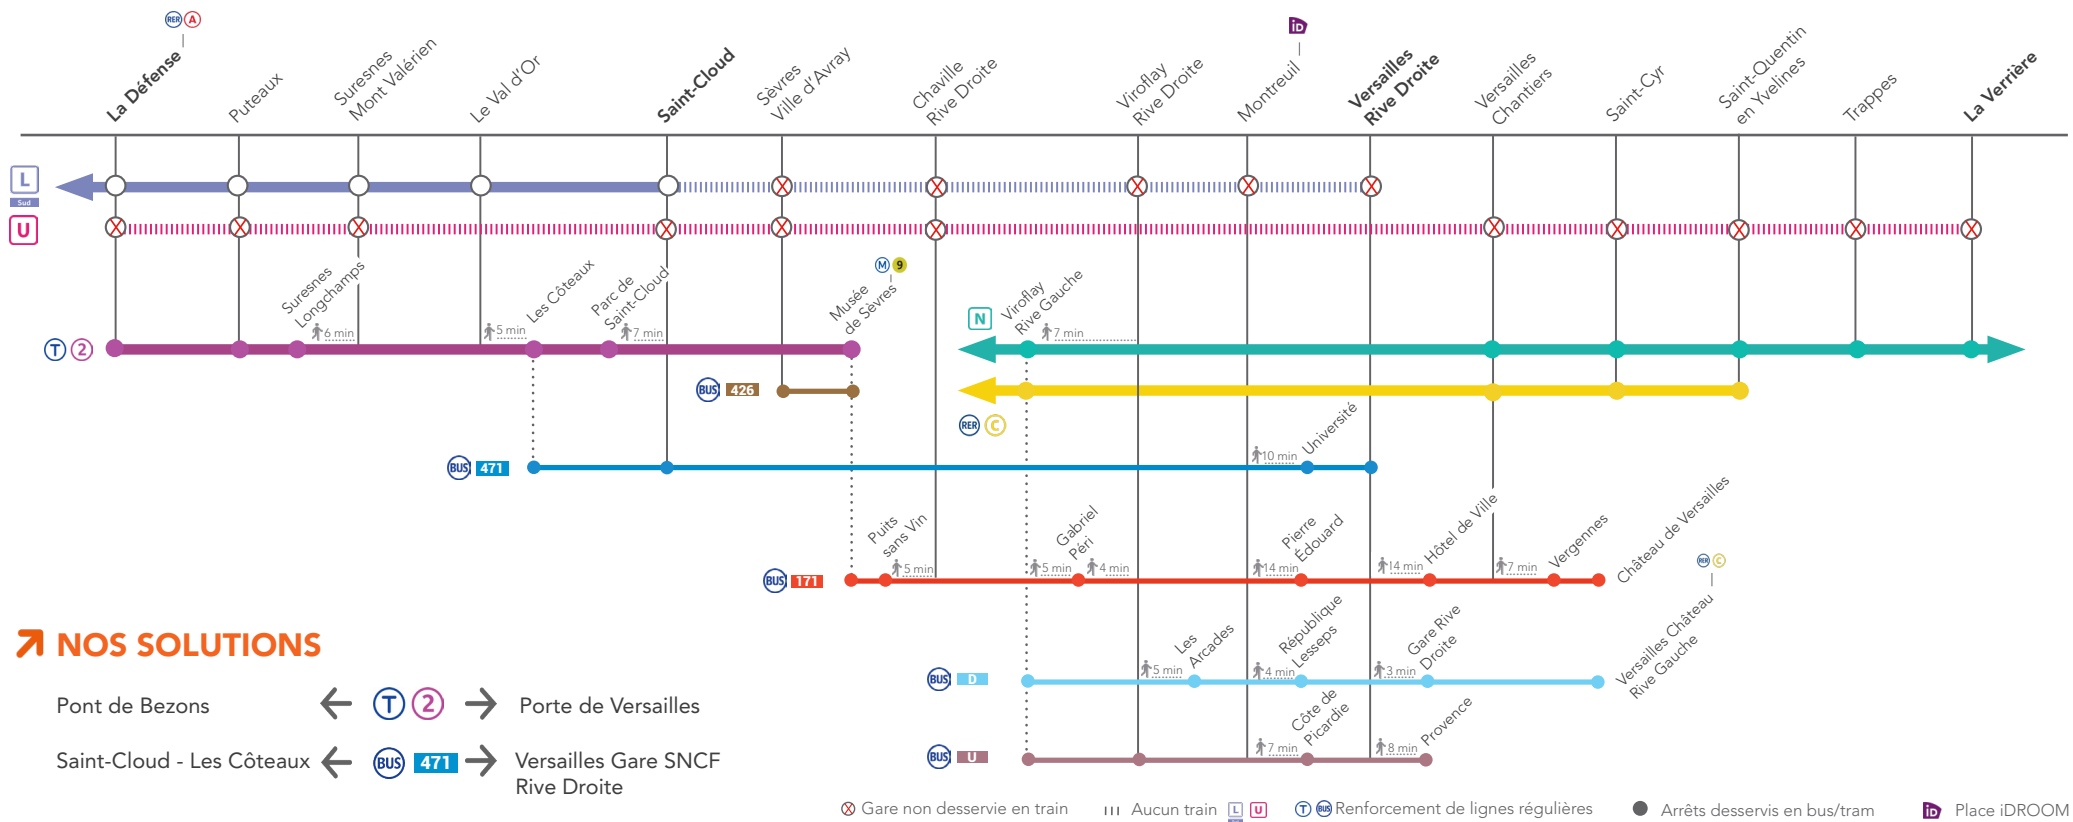 RER A
La Défense
Puteaux
Suresnes
Mont Valérien
Le Val d'Or
Saint-Cloud
Sèvres
Ville d'Avray
Chaville
Rive Droite
Viroflay
Rive Droite
iD
Montreuil
Versailles
Rive Droite
Versailles
Chantiers
Saint-Cyr
Saint-Quentin
en Yvelines
Trappes
La Verrière
L
Sud
U
Suresnes
Longchamps
6 min
5 min
Les Côteaux
Parc de
Saint-Cloud
7 min
M 9
Musée
de Sèvres
N
Viroflay
Rive Gauche
7 min
T 2
BUS 426
RER C
BUS 471
10 min
Université
Puits
sans Vin
5 min
5 min
Gabriel
Péri
4 min
14 min
Pierre
Édouard
14 min
Hôtel de Ville
7 min
Vergennes
Château de Versailles
BUS 171
RER C
Versailles Château
Rive Gauche
Les
Arcades
5 min
République
Lesseps
4 min
Gare Rive
Droite
3 min
BUS D
Côte de
Picardie
7 min
Provence
8 min
BUS U
NOS SOLUTIONS
Pont de Bezons T 2 Porte de Versailles
Saint-Cloud - Les Côteaux BUS 471 Versailles Gare SNCF
Rive Droite
Gare non desservie en train
Aucun train L U
T BUS Renforcement de lignes régulières
Arrêts desservis en bus/tram
iD Place iDROOM